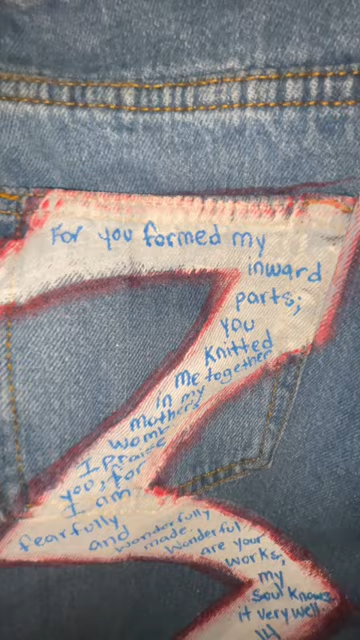 For you formed my
inward
parts;
you
knitted
me together
in my
mothers
womb
I praise
you, for
I am
fearfully,
and wonderfully
made.
Wonderful
are your
works;
my
soul knows
it very well.